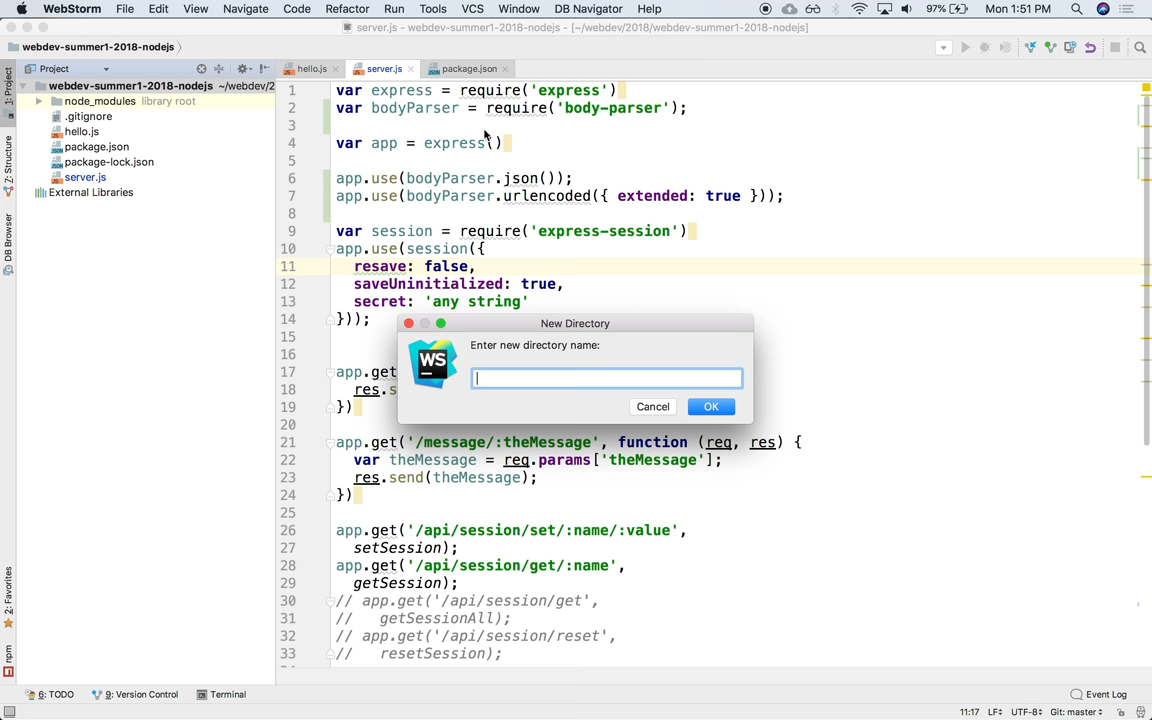 WebStorm File Edit View Navigate Code Refactor Run Tools VCS Window DB Navigator Help 97% Mon 1:51 PM
server.js - webdev-summer1-2018-nodejs - [~/webdev/2018/webdev-summer1-2018-nodejs]
webdev-summer1-2018-nodejs
Project
hello.js
server.js
package.json
1: Project
7: Structure
DB Browser
2: Favorites
npm
webdev-summer1-2018-nodejs ~/webdev/2
node_modules library root
.gitignore
hello.js
package.json
package-lock.json
server.js
External Libraries
1 var express = require('express')
2 var bodyParser = require('body-parser');
3
4 var app = express()
5
6 app.use(bodyParser.json());
7 app.use(bodyParser.urlencoded({ extended: true }));
8
9 var session = require('express-session')
10 app.use(session({
11 resave: false,
12 saveUninitialized: true,
13 secret: 'any string'
14 }));
15
16
17 app.get
18 res.s
19 })
20
21 app.get('/message/:theMessage', function (req, res) {
22 var theMessage = req.params['theMessage'];
23 res.send(theMessage);
24 })
25
26 app.get('/api/session/set/:name/:value',
27 setSession);
28 app.get('/api/session/get/:name',
29 getSession);
30 // app.get('/api/session/get',
31 // getSessionAll);
32 // app.get('/api/session/reset',
33 // resetSession);
New Directory
WS
Enter new directory name:
Cancel OK
6: TODO 9: Version Control Terminal Event Log
11:17 LF÷ UTF-8÷ Git: master÷